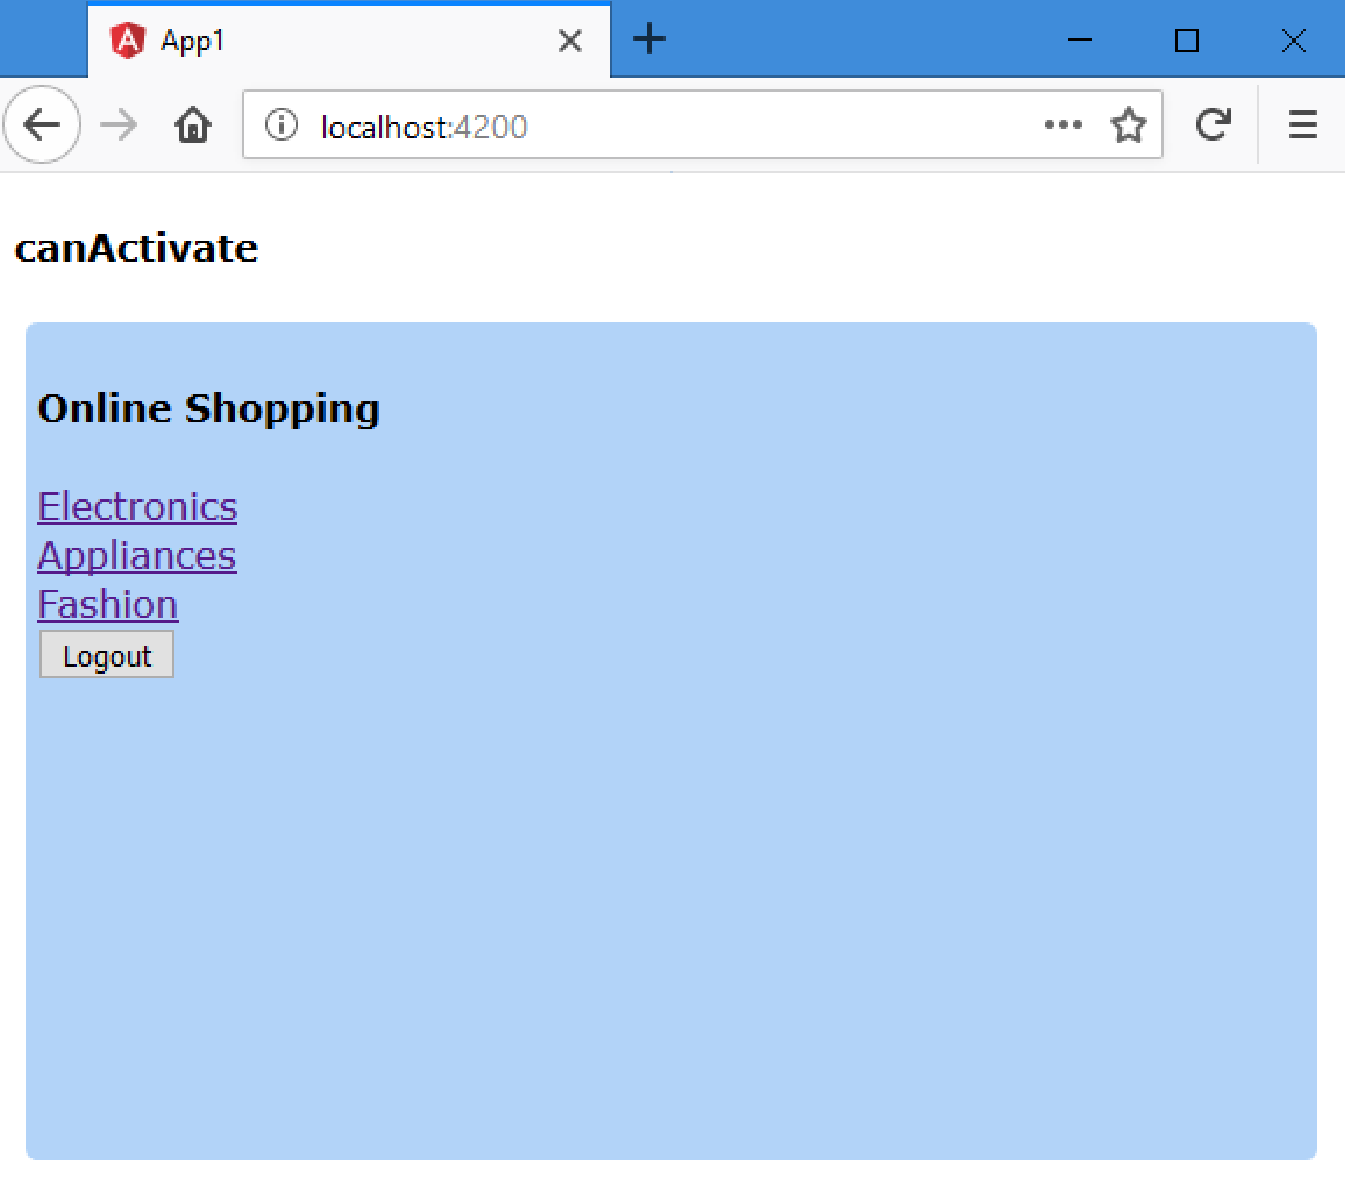 App1
localhost:4200
canActivate
Online Shopping
Electronics
Appliances
Fashion
Logout